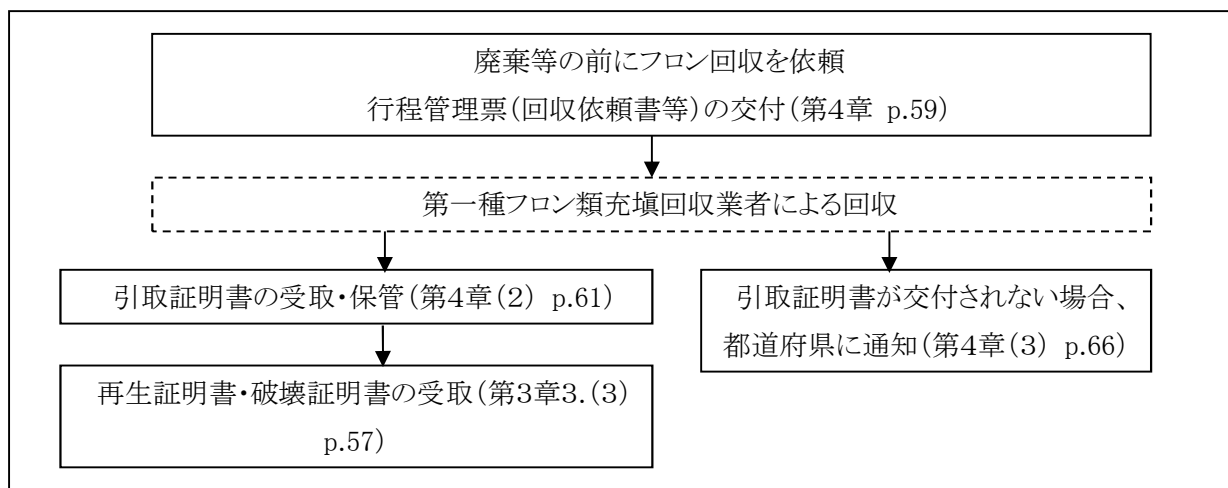 廃棄等の前にフロン回収を依頼
行程管理票(回収依頼書等)の交付(第4章 p.59)
第一種フロン類充塡回収業者による回収
引取証明書の受取・保管(第4章(2) p.61)
引取証明書が交付されない場合、
都道府県に通知(第4章(3) p.66)
再生証明書・破壊証明書の受取(第3章3.(3)
p.57)